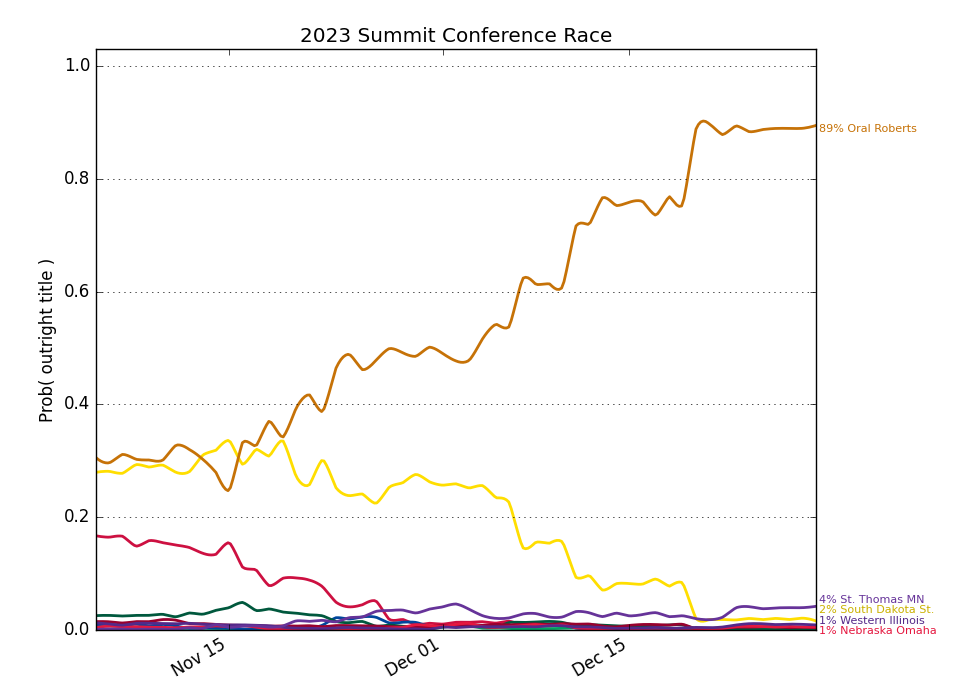 2023 Summit Conference Race
Prob( outright title )
1.0
0.8
0.6
0.4
0.2
0.0
Nov 15
Dec 01
Dec 15
89% Oral Roberts
4% St. Thomas MN
2% South Dakota St.
1% Western Illinois
1% Nebraska Omaha